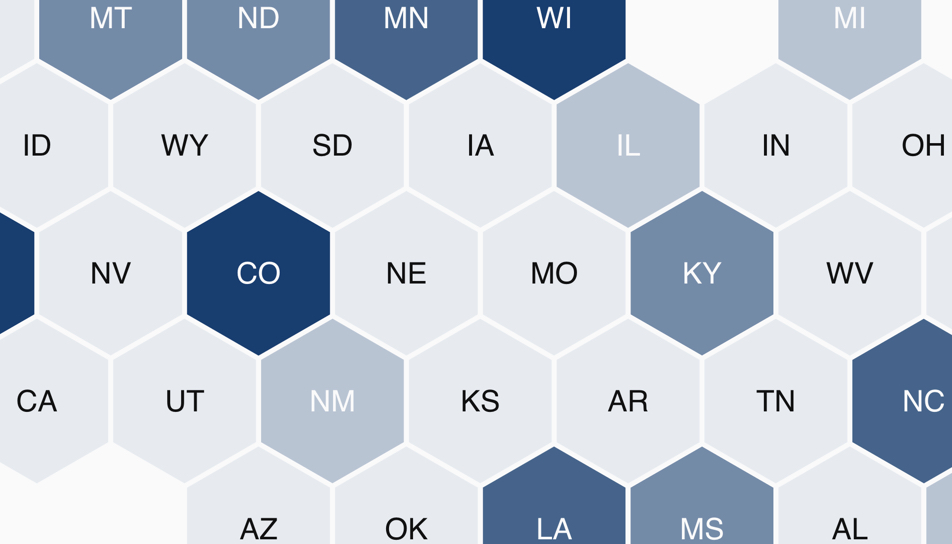 MT ND MN WI MI
ID WY SD IA IL IN OH
NV CO NE MO KY WV
CA UT NM KS AR TN NC
AZ OK LA MS AL